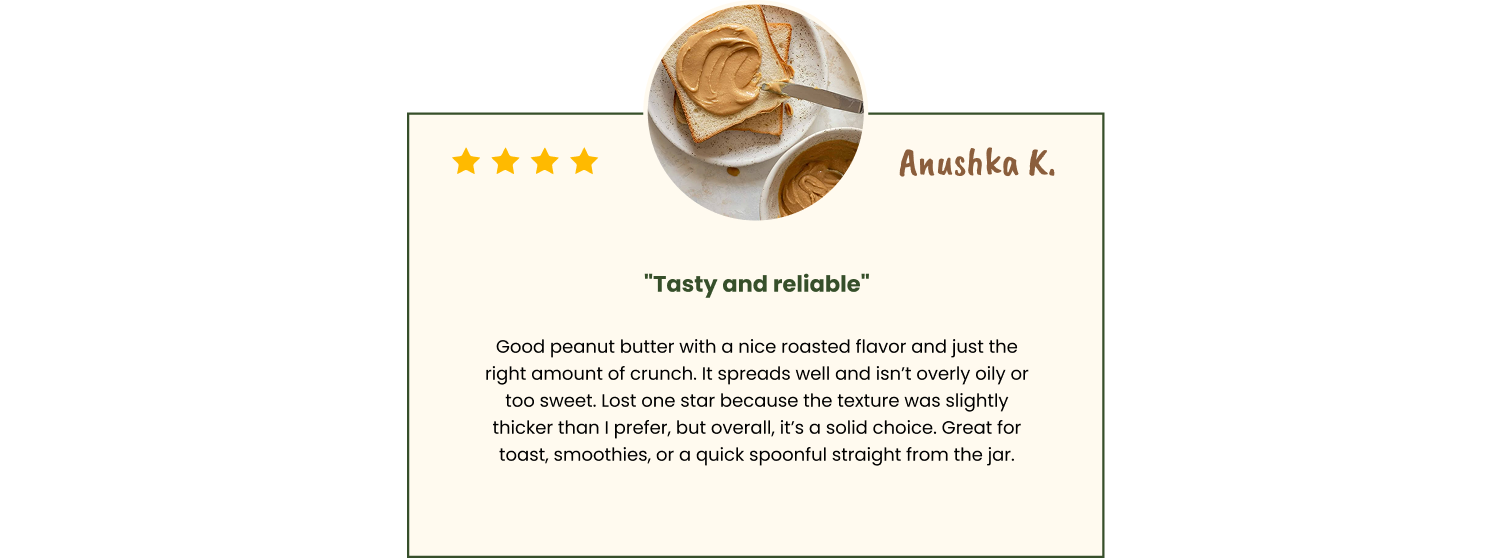 Anushka K.
"Tasty and reliable"
Good peanut butter with a nice roasted flavor and just the
right amount of crunch. It spreads well and isn’t overly oily or
too sweet. Lost one star because the texture was slightly
thicker than I prefer, but overall, it’s a solid choice. Great for
toast, smoothies, or a quick spoonful straight from the jar.